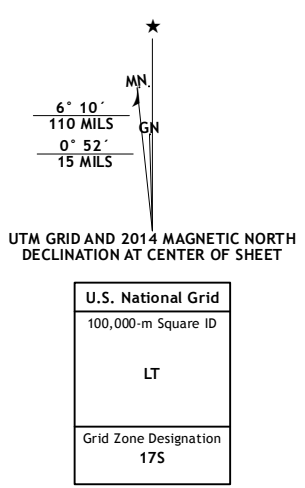 ★
MN.
6° 10´
110 MILS
GN
0° 52´
15 MILS
UTM GRID AND 2014 MAGNETIC NORTH
DECLINATION AT CENTER OF SHEET
U.S. National Grid
100,000-m Square ID
LT
Grid Zone Designation
17S